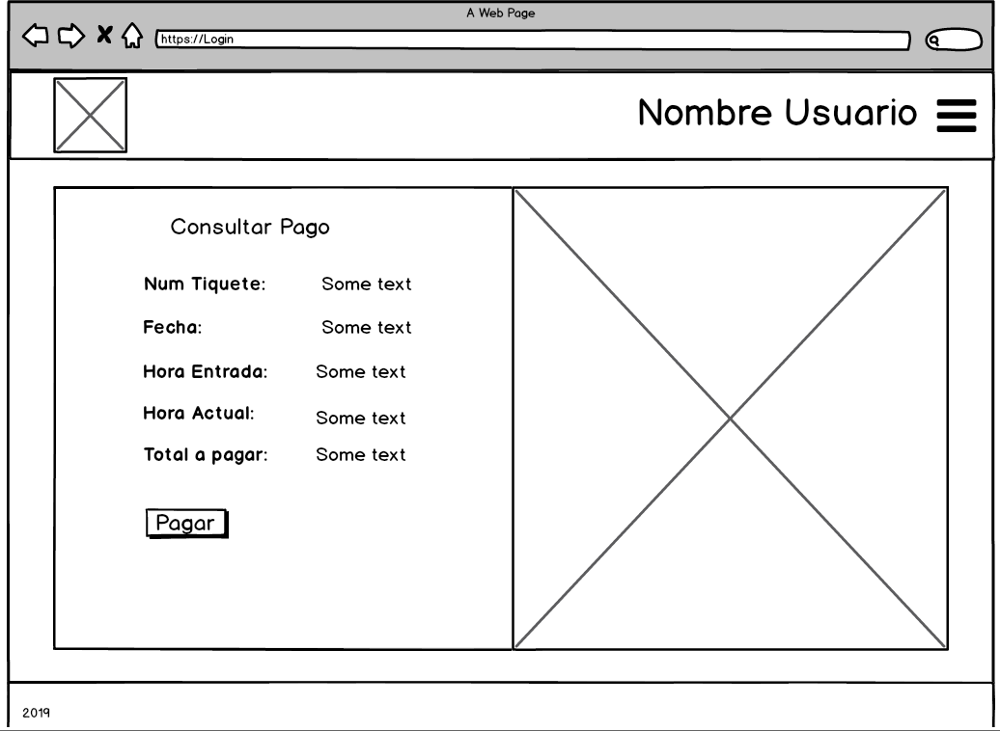 A Web Page
https://Login
Nombre Usuario
Consultar Pago
Num Tiquete: Some text
Fecha: Some text
Hora Entrada: Some text
Hora Actual: Some text
Total a pagar: Some text
Pagar
2019